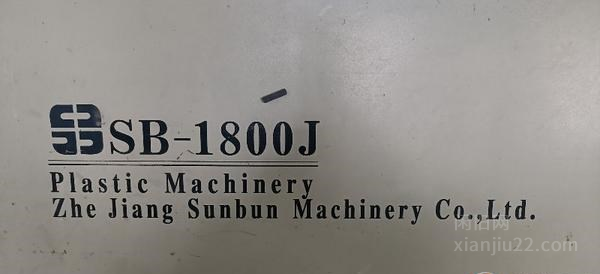 SB-1800J
Plastic Machinery
Zhe Jiang Sunbun Machinery Co.,Ltd.
闲旧网
xianjiu22.com